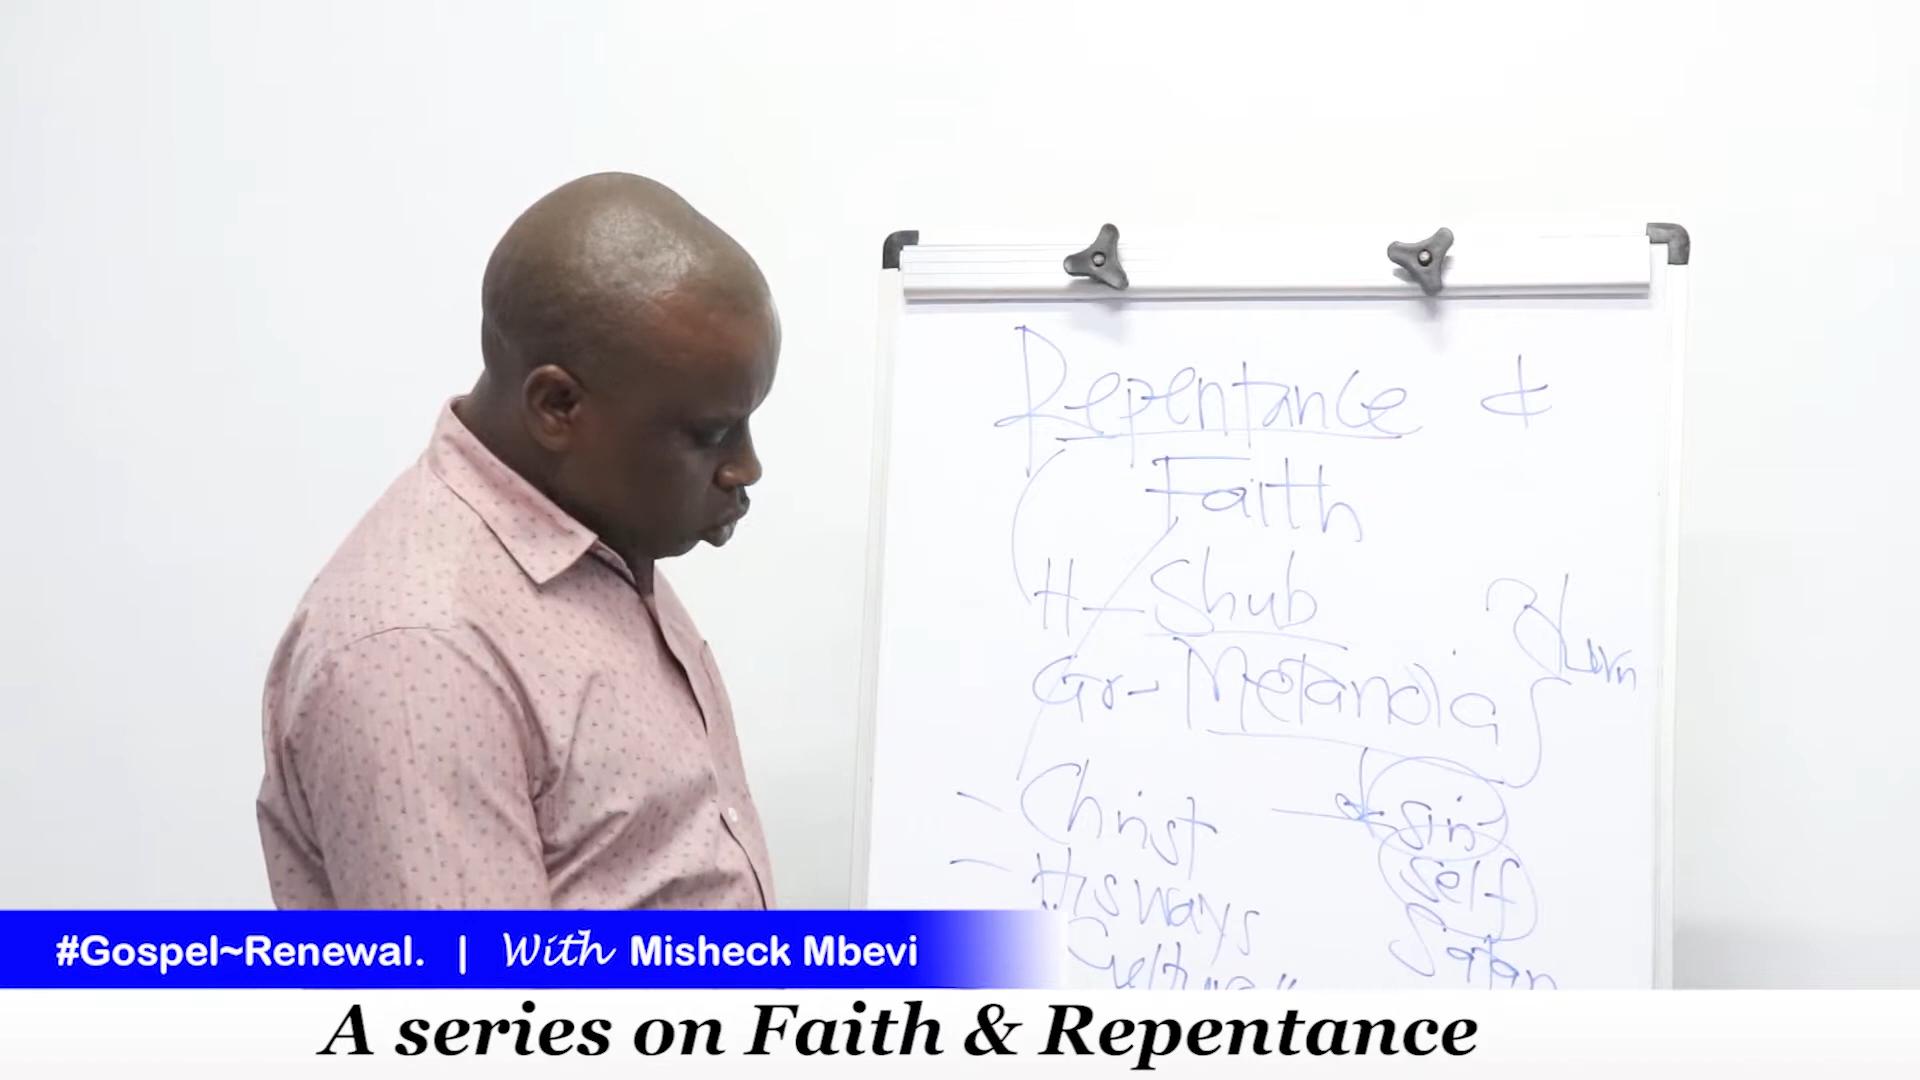 Repentance &
Faith
H- Shub
Gr- Metanoia
turn
- Christ
sin
- His ways
self
Culture
Satan
#Gospel~Renewal. | With Misheck Mbevi
A series on Faith & Repentance